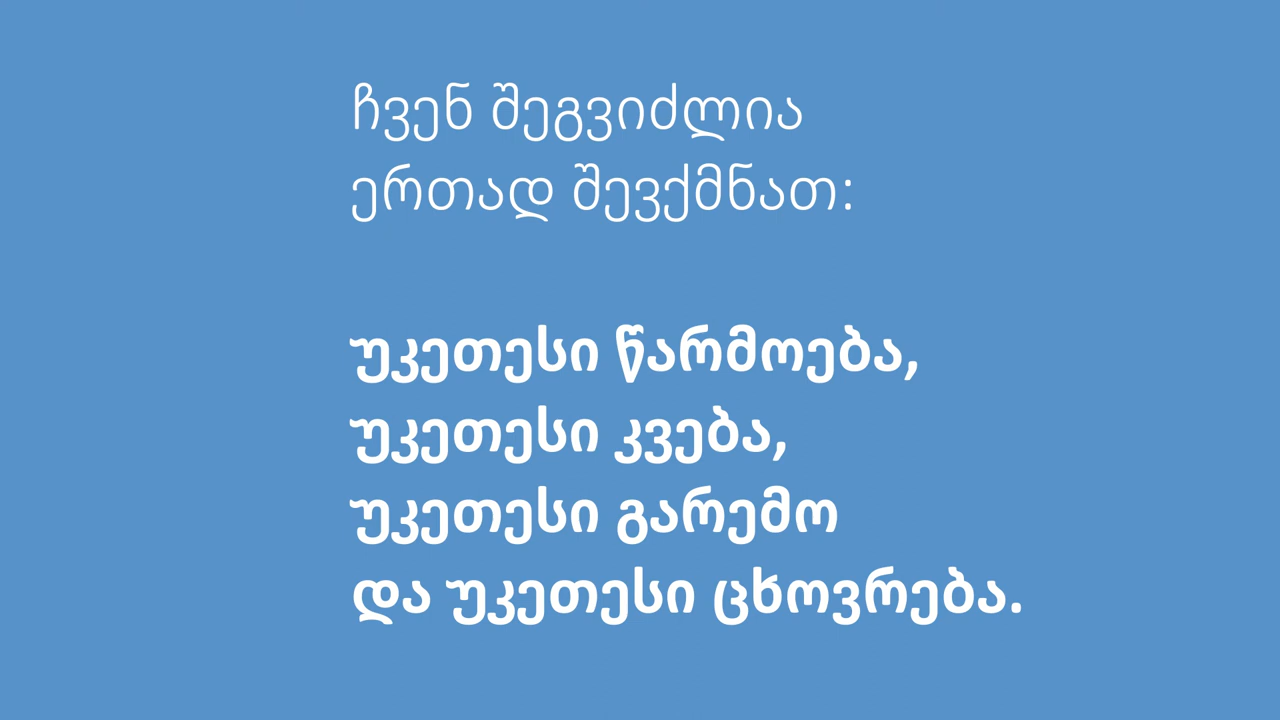 ჩვენ შეგვიძლია
ერთად შევქმნათ:
უკეთესი წარმოება,
უკეთესი კვება,
უკეთესი გარემო
და უკეთესი ცხოვრება.